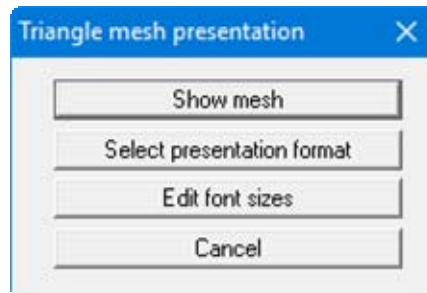 Triangle mesh presentation
Show mesh
Select presentation format
Edit font sizes
Cancel